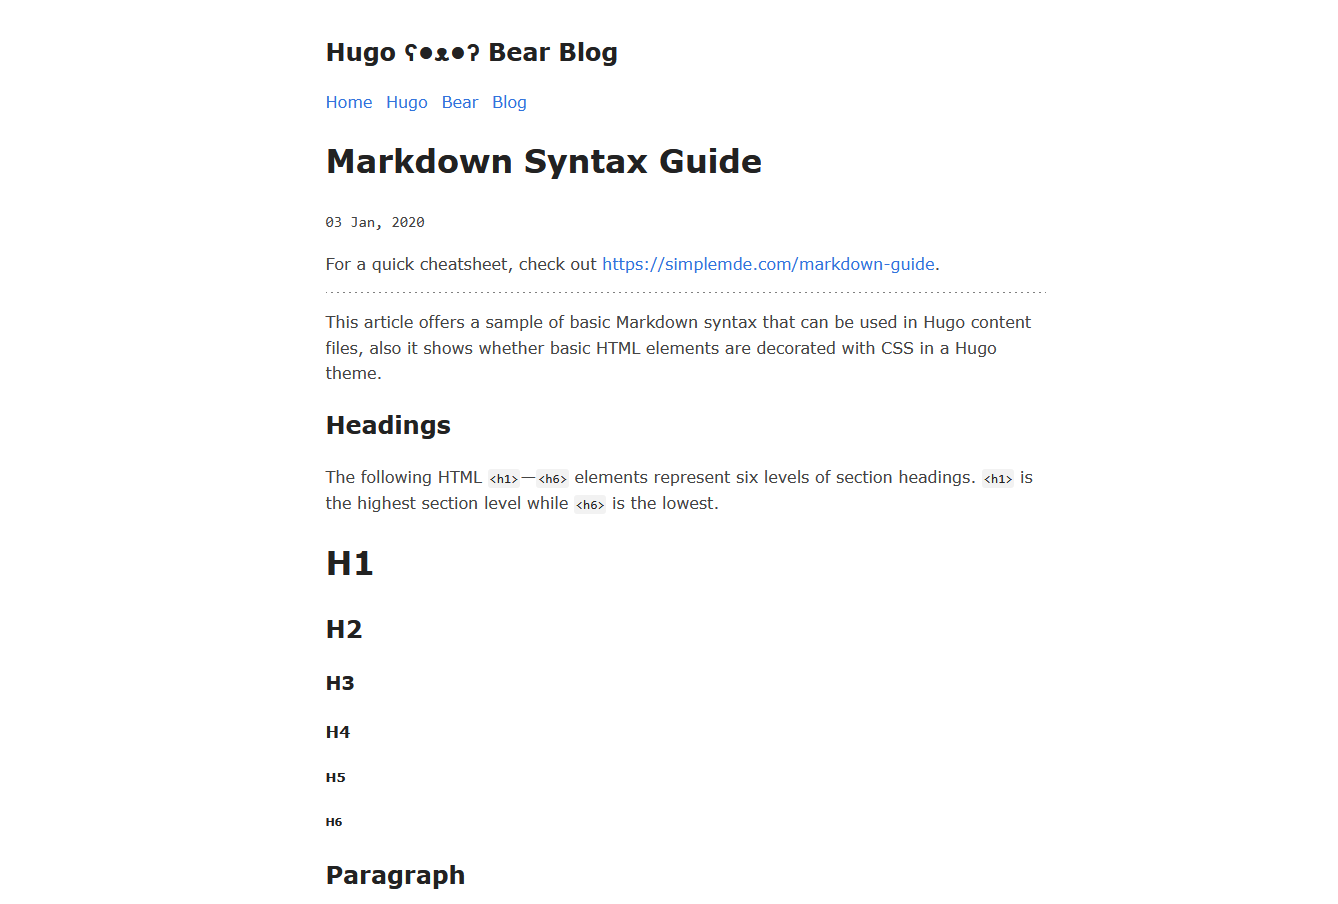 Hugo ʕ•ᴥ•ʔ Bear Blog
Home Hugo Bear Blog
Markdown Syntax Guide
03 Jan, 2020
For a quick cheatsheet, check out https://simplemde.com/markdown-guide.
This article offers a sample of basic Markdown syntax that can be used in Hugo content
files, also it shows whether basic HTML elements are decorated with CSS in a Hugo
theme.
Headings
The following HTML <h1>—<h6> elements represent six levels of section headings. <h1> is
the highest section level while <h6> is the lowest.
H1
H2
H3
H4
H5
H6
Paragraph